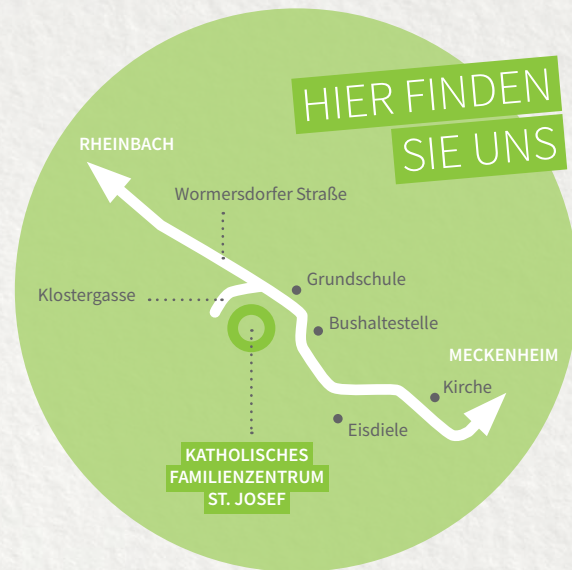 HIER FINDEN
SIE UNS
RHEINBACH
Wormersdorfer Straße
Grundschule
Klostergasse
Bushaltestelle
MECKENHEIM
Kirche
Eisdiele
KATHOLISCHES
FAMILIENZENTRUM
ST. JOSEF